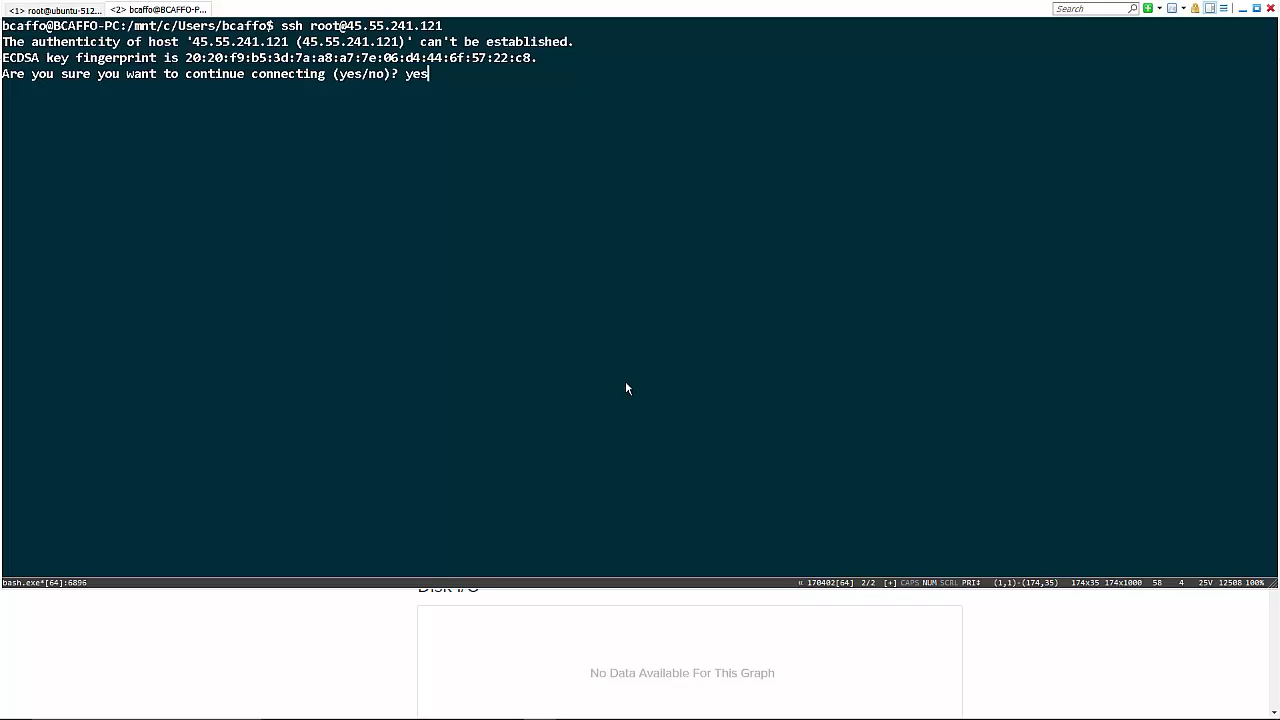 <1> root@ubuntu-512...
<2> bcaffo@BCAFFO-P...
Search
bcaffo@BCAFFO-PC:/mnt/c/Users/bcaffo$ ssh root@45.55.241.121
The authenticity of host '45.55.241.121 (45.55.241.121)' can't be established.
ECDSA key fingerprint is 20:20:f9:b5:3d:7a:a8:a7:7e:06:d4:44:6f:57:22:c8.
Are you sure you want to continue connecting (yes/no)? yes
bash.exe*[64]:6896
« 170402[64] 2/2 [+] CAPS NUM SCRL PRI‡ (1,1)-(174,35) 174x35 174x1000 58 4 25V 12508 100%
Disk I/O
No Data Available For This Graph